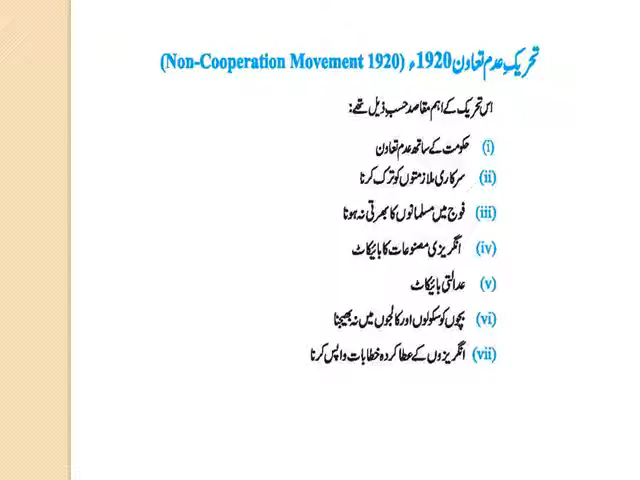 تحریکِ عدم تعاون 1920ء (Non-Cooperation Movement 1920)
اس تحریک کے اہم مقاصد حسبِ ذیل تھے:
(i) حکومت کے ساتھ عدم تعاون
(ii) سرکاری ملازمتوں کو ترک کرنا
(iii) فوج میں مسلمانوں کا بھرتی نہ ہونا
(iv) انگریزی مصنوعات کا بائیکاٹ
(v) عدالتی بائیکاٹ
(vi) بچوں کو سکولوں اور کالجوں میں نہ بھیجنا
(vii) انگریزوں کے عطا کردہ خطابات واپس کرنا